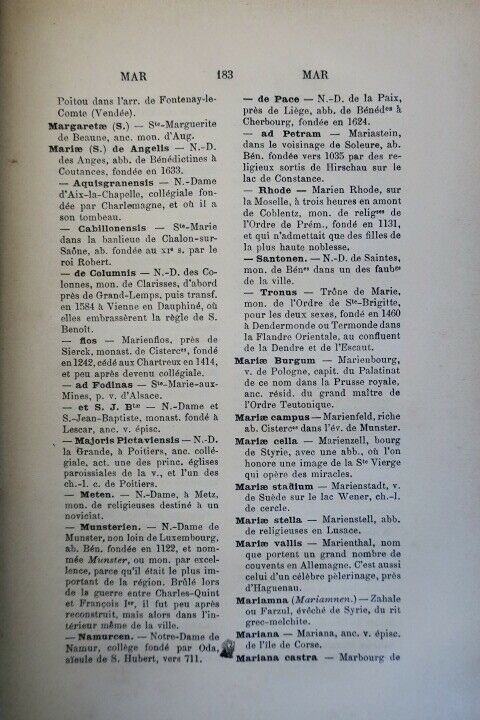 MAR 183 MAR
Poitou dans l'arr. de Fontenay-le-
Comte (Vendée).
Margaretæ (S.) — Ste-Marguerite
de Beaune, anc. mon. d'Aug.
Mariæ (S.) de Angelis — N.-D.
des Anges, abb. de Bénédictines à
Coutances, fondée en 1633.
— Aquisgranensis — N.-Dame
d'Aix-la-Chapelle, collégiale fon-
dée par Charlemagne, et où il a
son tombeau.
— Cabillonensis — Ste-Marie
dans la banlieue de Chalon-sur-
Saône, ab. fondée au XIe s. par le
roi Robert.
— de Columnis — N.-D. des Co-
lonnes, mon. de Clarisses, d'abord
près de Grand-Lemps, puis transf.
en 1584 à Vienne en Dauphiné, où
elles embrassèrent la règle de S.
Benoît.
— flos — Marienflos, près de
Sierck, monast. de Cisterces, fondé
en 1242, cédé aux Chartreux en 1414,
et peu après devenu collégiale.
— ad Fodinas — Ste-Marie-aux-
Mines, p. v. d'Alsace.
— et S. J. Bte — N.-Dame et
S.-Jean-Baptiste, monast. fondé à
Lescar, anc. v. épisc.
— Majoris Pictaviensis — N.-D.
la Grande, à Poitiers, anc. collé-
giale, act. une des princ. églises
paroissiales de la v., et l'un des
ch.-l. c. de Poitiers.
— Meten. — N.-Dame, à Metz,
mon. de religieuses destiné à un
noviciat.
— Munsterien. — N.-Dame de
Munster, non loin de Luxembourg,
ab. Bén. fondée en 1122, et nom-
mée Munster, ou mon. par excel-
lence, parce qu'il était le plus im-
portant de la région. Brûlé lors
de la guerre entre Charles-Quint
et François Ier, il fut peu après
reconstruit, mais alors dans l'in-
térieur même de la ville.
— Namurcen. — Notre-Dame de
Namur, collège fondé par Oda,
aïeule de S. Hubert, vers 711.
— de Pace — N.-D. de la Paix,
près de Liège, abb. de Bénédes à
Cherbourg, fondée en 1624.
— ad Petram — Mariastein,
dans le voisinage de Soleure, ab.
Bén. fondée vers 1035 par des re-
ligieux sortis de Hirschau sur le
lac de Constance.
— Rhode — Marien Rhode, sur
la Moselle, à trois heures en amont
de Coblentz, mon. de religses de
l'Ordre de Prém., fondé en 1131,
et qui n'admettait que des filles de
la plus haute noblesse.
— Santonen. — N.-D. de Saintes,
mon. de Bénes dans un des faubs
de la ville.
— Tronus — Trône de Marie,
mon. de l'Ordre de Ste-Brigitte,
pour les deux sexes, fondé en 1460
à Dendermonde ou Termonde dans
la Flandre Orientale, au confluent
de la Dendre et de l'Escaut.
Mariæ Burgum — Marienbourg,
v. de Pologne, capit. du Palatinat
de ce nom dans la Prusse royale,
anc. résid. du grand maître de
l'Ordre Teutonique.
Mariæ campus — Marienfeld, riche
ab. Cisterc dans l'év. de Munster.
Mariæ cella — Marienzell, bourg
de Styrie, avec une abb., où l'on
honore une image de la Ste Vierge
qui opère des miracles.
Mariæ stadium — Marienstadt, v.
de Suède sur le lac Wener, ch.-l.
de cercle.
Mariæ stella — Marienstell, abb.
de religieuses en Lusace.
Mariæ vallis — Marienthal, nom
que portent un grand nombre de
couvents en Allemagne. C'est aussi
celui d'un célèbre pèlerinage, près
d'Haguenau.
Mariamna (Mariamnen.) — Zahale
ou Farzul, évêché de Syrie, du rit
grec-melchite.
Mariana — Mariana, anc. v. épisc.
de l'île de Corse.
Mariana castra — Marbourg de